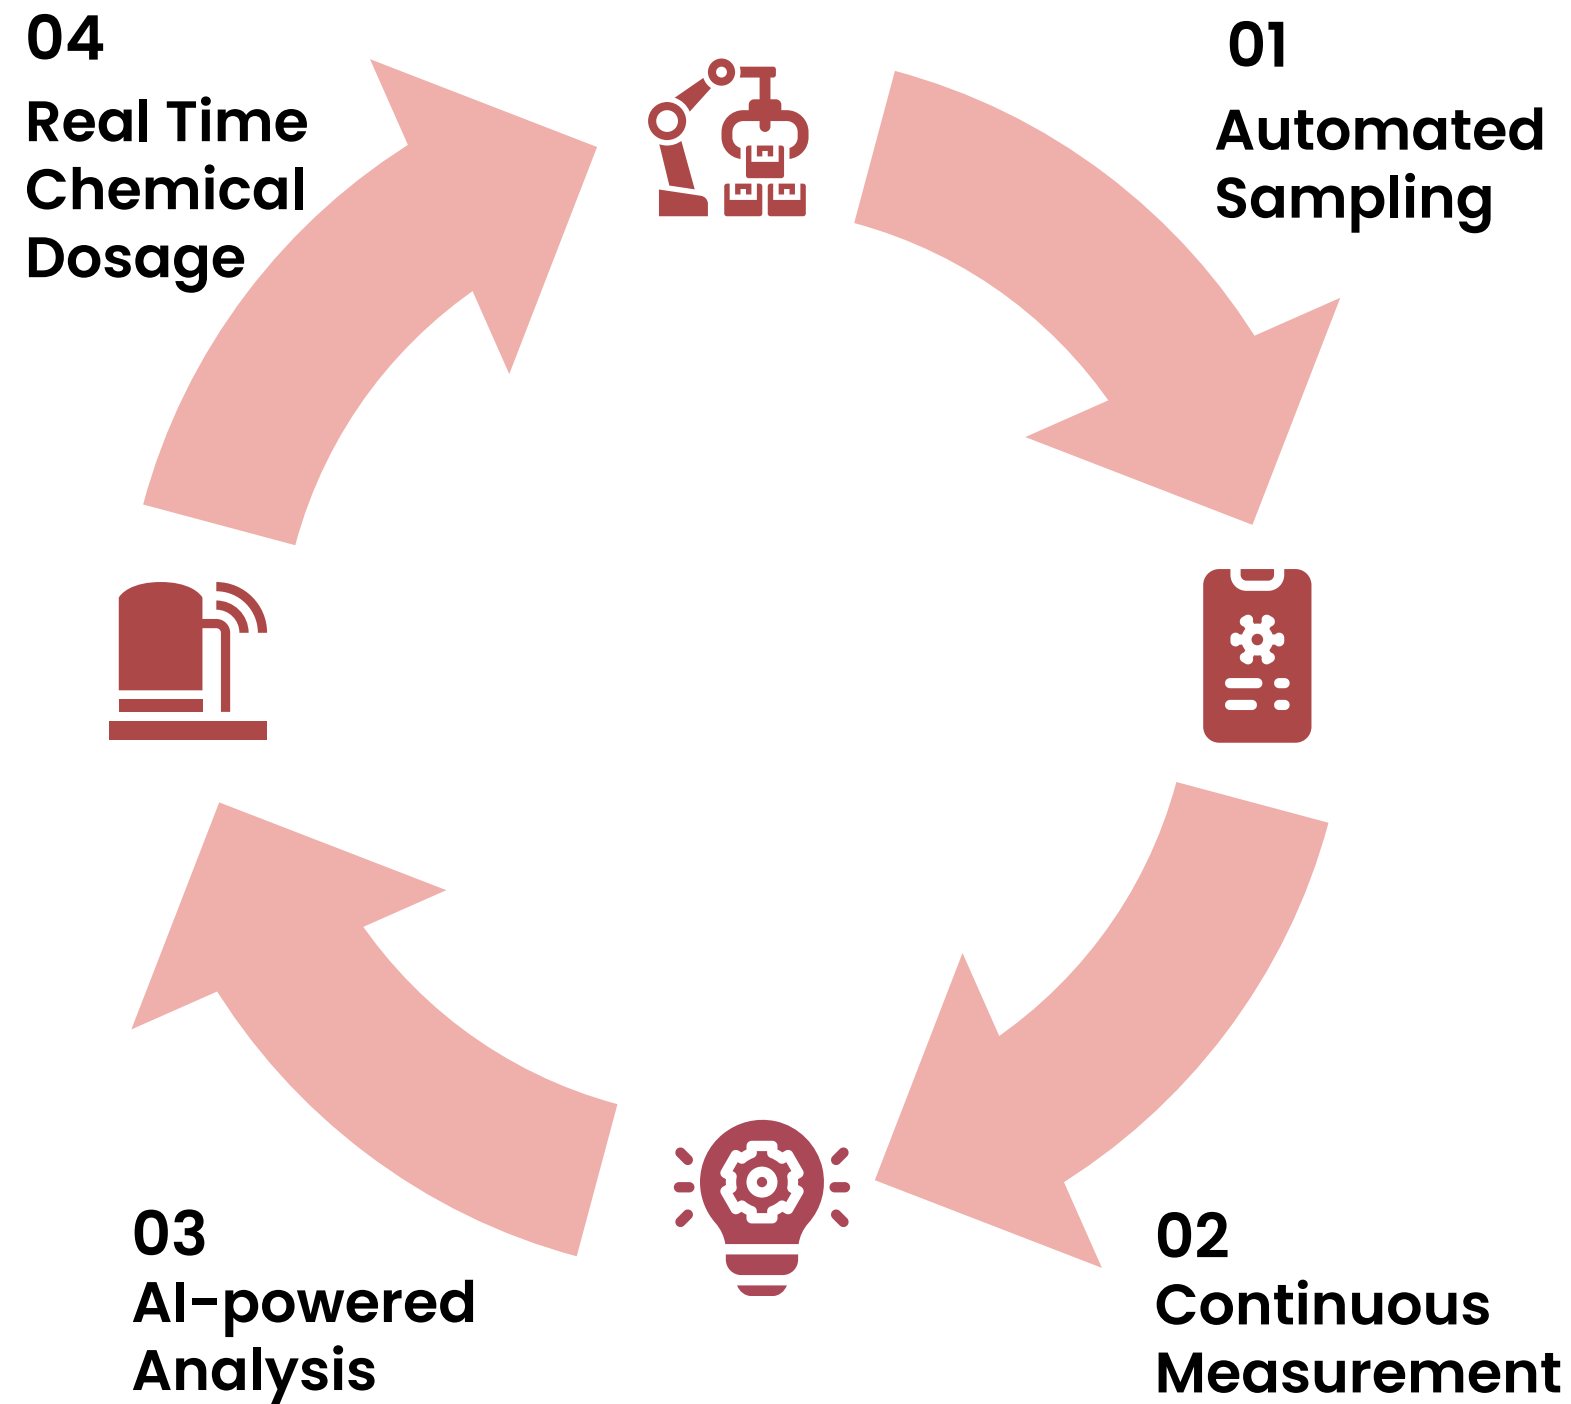 01
Automated
Sampling
02
Continuous
Measurement
03
AI-powered
Analysis
04
Real Time
Chemical
Dosage